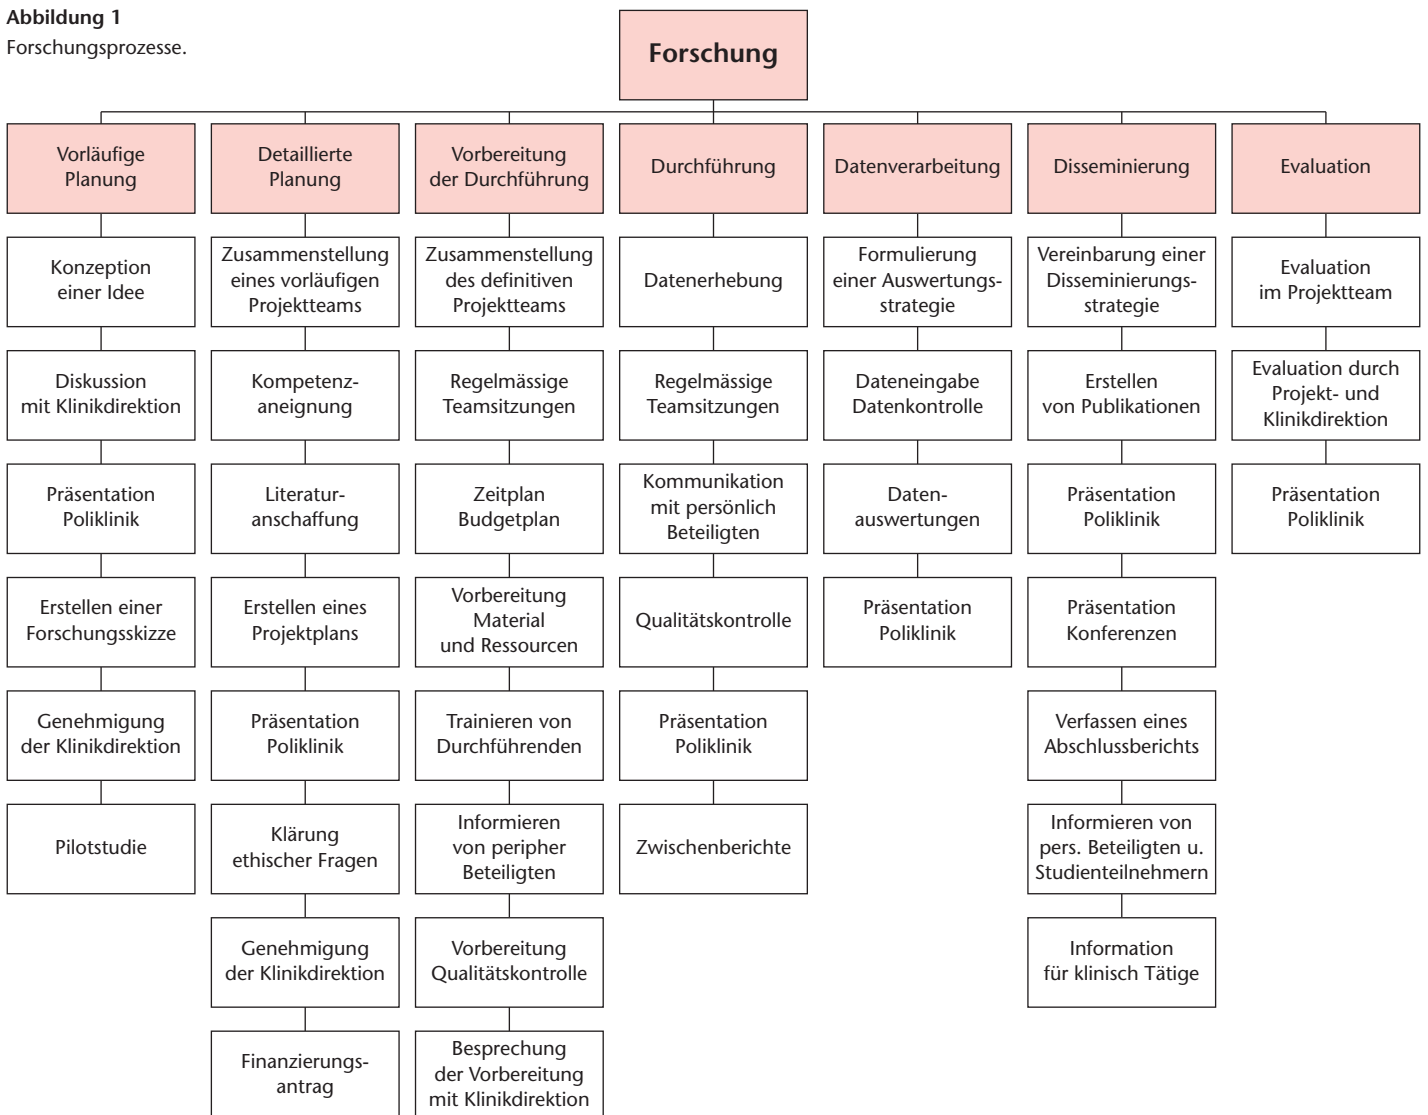 Abbildung 1
Forschungsprozesse.
Forschung
Vorläufige
Planung
Konzeption
einer Idee
Diskussion
mit Klinikdirektion
Präsentation
Poliklinik
Erstellen einer
Forschungsskizze
Genehmigung
der Klinikdirektion
Pilotstudie
Detaillierte
Planung
Zusammenstellung
eines vorläufigen
Projektteams
Kompetenz-
aneignung
Literatur-
anschaffung
Erstellen eines
Projektplans
Präsentation
Poliklinik
Klärung
ethischer Fragen
Genehmigung
der Klinikdirektion
Finanzierungs-
antrag
Vorbereitung
der Durchführung
Zusammenstellung
des definitiven
Projektteams
Regelmässige
Teamsitzungen
Zeitplan
Budgetplan
Vorbereitung
Material
und Ressourcen
Trainieren von
Durchführenden
Informieren
von peripher
Beteiligten
Vorbereitung
Qualitätskontrolle
Besprechung
der Vorbereitung
mit Klinikdirektion
Durchführung
Datenerhebung
Regelmässige
Teamsitzungen
Kommunikation
mit persönlich
Beteiligten
Qualitätskontrolle
Präsentation
Poliklinik
Zwischenberichte
Datenverarbeitung
Formulierung
einer Auswertungs-
strategie
Dateneingabe
Datenkontrolle
Daten-
auswertungen
Präsentation
Poliklinik
Disseminierung
Vereinbarung einer
Disseminierungs-
strategie
Erstellen
von Publikationen
Präsentation
Poliklinik
Präsentation
Konferenzen
Verfassen eines
Abschlussberichts
Informieren von
pers. Beteiligten u.
Studienteilnehmern
Information
für klinisch Tätige
Evaluation
Evaluation
im Projektteam
Evaluation durch
Projekt- und
Klinikdirektion
Präsentation
Poliklinik